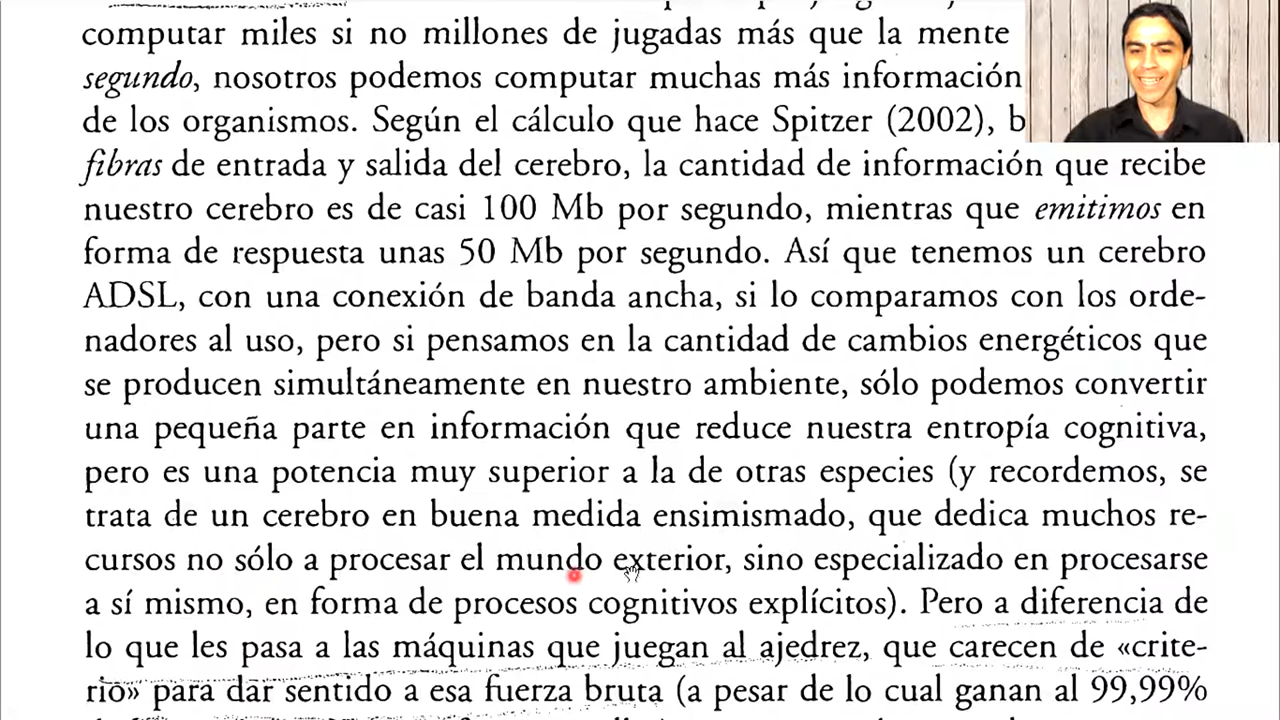 computar miles si no millones de jugadas más que la mente
segundo, nosotros podemos computar muchas más información
de los organismos. Según el cálculo que hace Spitzer (2002), b
fibras de entrada y salida del cerebro, la cantidad de información que recibe
nuestro cerebro es de casi 100 Mb por segundo, mientras que emitimos en
forma de respuesta unas 50 Mb por segundo. Así que tenemos un cerebro
ADSL, con una conexión de banda ancha, si lo comparamos con los orde-
nadores al uso, pero si pensamos en la cantidad de cambios energéticos que
se producen simultáneamente en nuestro ambiente, sólo podemos convertir
una pequeña parte en información que reduce nuestra entropía cognitiva,
pero es una potencia muy superior a la de otras especies (y recordemos, se
trata de un cerebro en buena medida ensimismado, que dedica muchos re-
cursos no sólo a procesar el mundo exterior, sino especializado en procesarse
a sí mismo, en forma de procesos cognitivos explícitos). Pero a diferencia de
lo que les pasa a las máquinas que juegan al ajedrez, que carecen de «crite-
rio» para dar sentido a esa fuerza bruta (a pesar de lo cual ganan al 99,99%